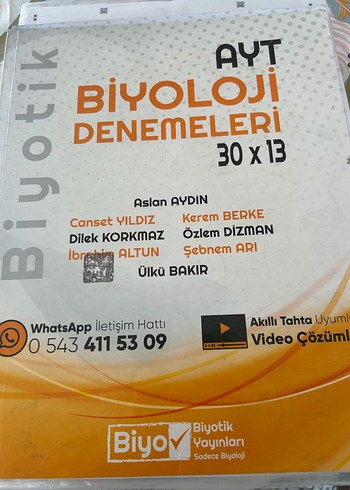 Biyotik
AYT
BİYOLOJİ
DENEMELERİ
30 x 13
Aslan AYDIN
Canset YILDIZ Kerem BERKE
Dilek KORKMAZ Özlem DİZMAN
İbrahim ALTUN Şebnem ARI
Ülkü BAKIR
WhatsApp İletişim Hattı
0 543 411 53 09
Akıllı Tahta Uyumlu
Video Çözüml
Biyo
Biyotik
Yayınları
Sadece Biyoloji